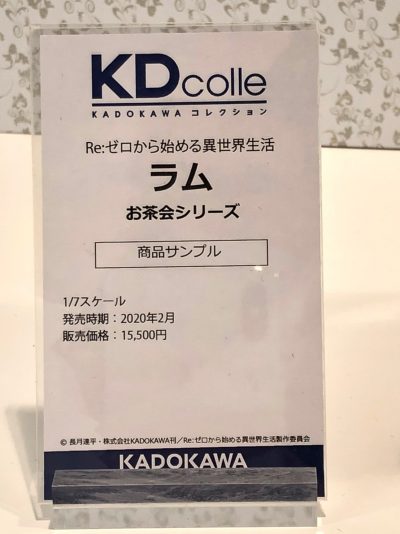 KDcolle
KADOKAWA コレクション
Re:ゼロから始める異世界生活
ラム
お茶会シリーズ
商品サンプル
1/7スケール
発売時期：2020年2月
販売価格：15,500円
© 長月達平・株式会社KADOKAWA刊／Re:ゼロから始める異世界生活製作委員会
KADOKAWA